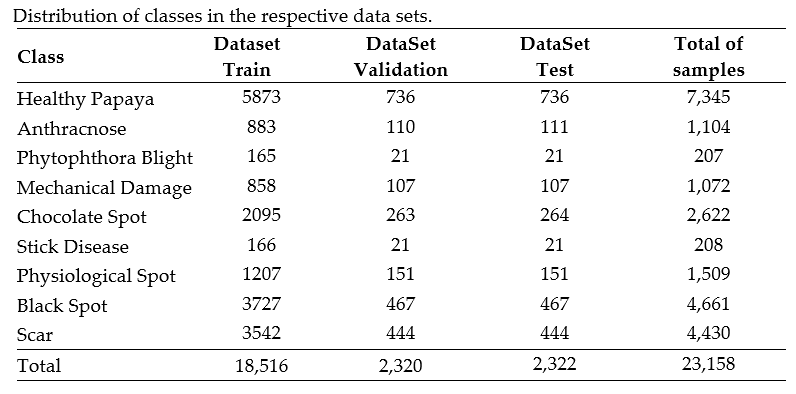 Distribution of classes in the respective data sets.
Class Dataset Train DataSet Validation DataSet Test Total of samples
Healthy Papaya 5873 736 736 7,345
Anthracnose 883 110 111 1,104
Phytophthora Blight 165 21 21 207
Mechanical Damage 858 107 107 1,072
Chocolate Spot 2095 263 264 2,622
Stick Disease 166 21 21 208
Physiological Spot 1207 151 151 1,509
Black Spot 3727 467 467 4,661
Scar 3542 444 444 4,430
Total 18,516 2,320 2,322 23,158